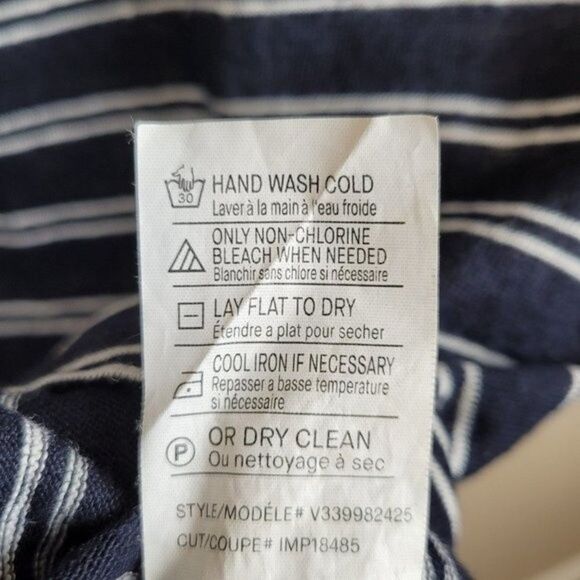 30
HAND WASH COLD
Laver à la main à l'eau froide
ONLY NON-CHLORINE
BLEACH WHEN NEEDED
Blanchir sans chlore si nécessaire
LAY FLAT TO DRY
Étendre a plat pour secher
COOL IRON IF NECESSARY
Repasser a basse temperature
si nécessaire
P
OR DRY CLEAN
Ou nettoyage à sec
STYLE/MODÉLE# V339982425
CUT/COUPE# IMP18485